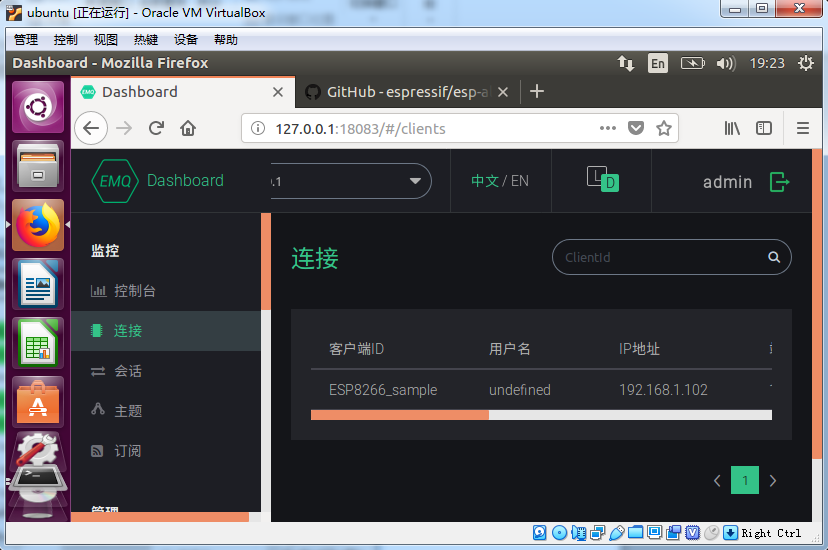 ubuntu [正在运行] - Oracle VM VirtualBox
管理 控制 视图 热键 设备 帮助
Dashboard - Mozilla Firefox En 19:23
Dashboard GitHub - espressif/esp-a
127.0.0.1:18083/#/clients
EMQ Dashboard 0.1 中文 / EN L D admin
监控
连接
ClientId
控制台
连接
客户端ID 用户名 IP地址
会话
ESP8266_sample undefined 192.168.1.102
主题
订阅
1
管理
Right Ctrl